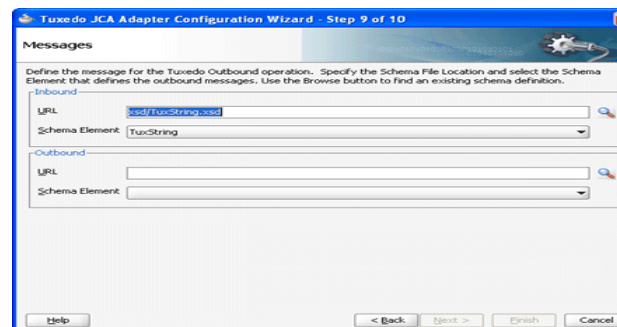 Tuxedo JCA Adapter Configuration Wizard - Step 9 of 10
Messages
Define the message for the Tuxedo Outbound operation. Specify the Schema File Location and select the Schema
Element that defines the outbound messages. Use the Browse button to find an existing schema definition.
Inbound
URL xsd/TuxString.xsd
Schema Element TuxString
Outbound
URL
Schema Element
Help < Back Next > Finish Cancel